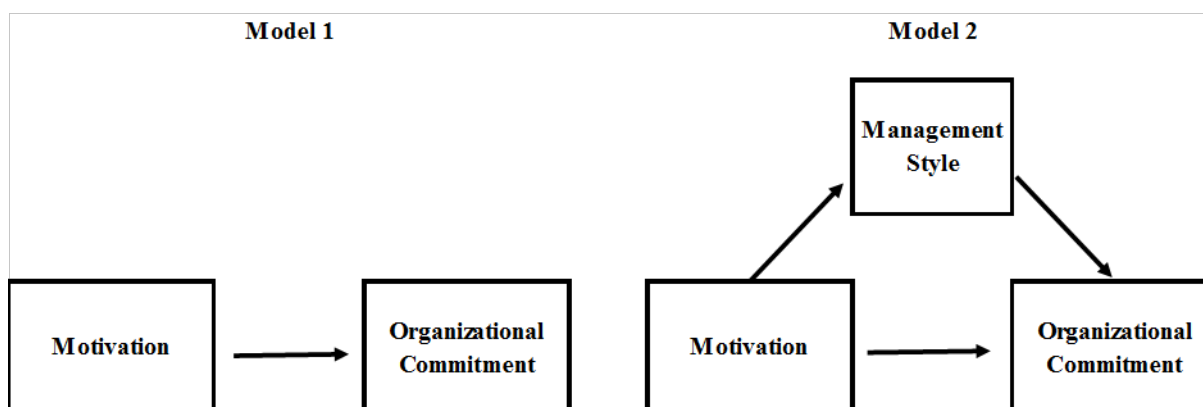 Model 1
Motivation
Organizational
Commitment
Model 2
Management
Style
Motivation
Organizational
Commitment